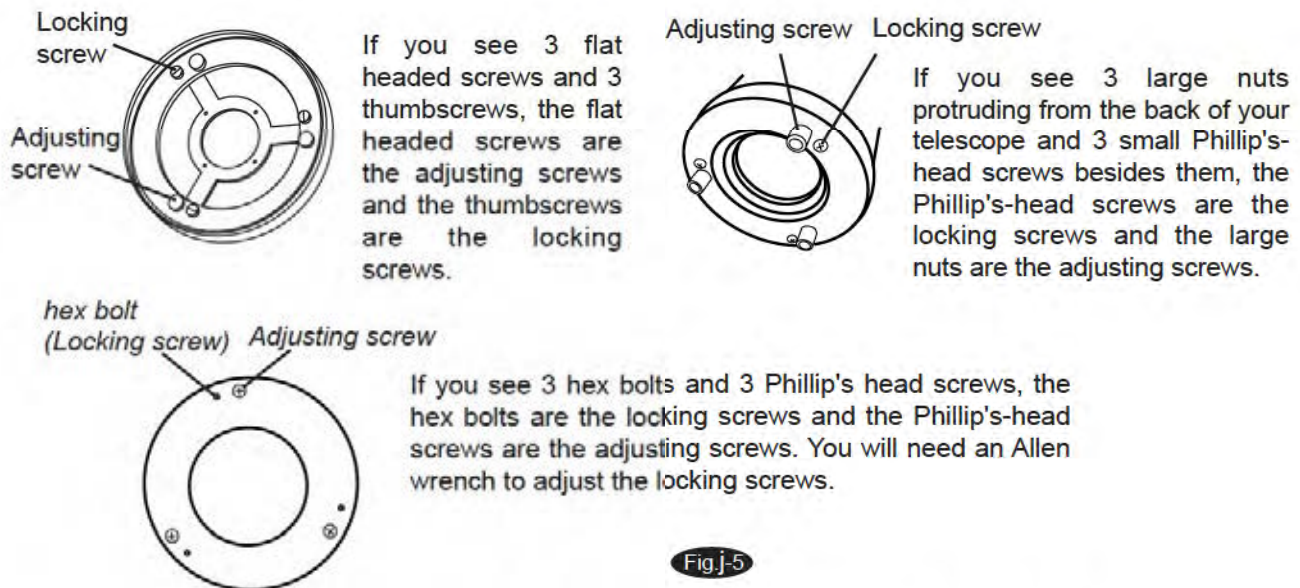 Locking
screw
Adjusting
screw
If you see 3 flat
headed screws and 3
thumbscrews, the flat
headed screws are
the adjusting screws
and the thumbscrews
are the locking
screws.
Adjusting screw Locking screw
If you see 3 large nuts
protruding from the back of your
telescope and 3 small Phillip's-
head screws besides them, the
Phillip's-head screws are the
locking screws and the large
nuts are the adjusting screws.
hex bolt
(Locking screw) Adjusting screw
If you see 3 hex bolts and 3 Phillip's head screws, the
hex bolts are the locking screws and the Phillip's-head
screws are the adjusting screws. You will need an Allen
wrench to adjust the locking screws.
Fig.j-5